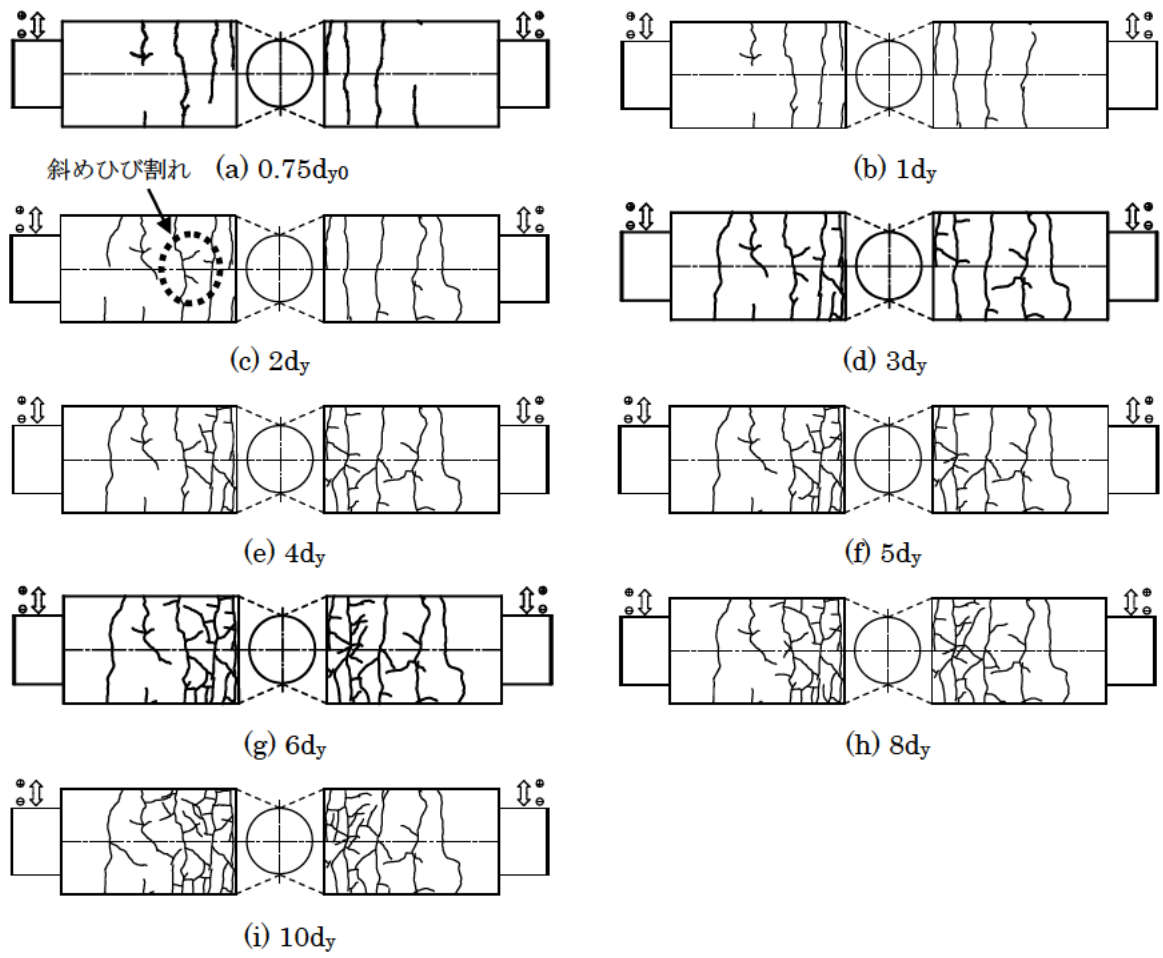 (a) 0.75dy0
(b) 1dy
斜めひび割れ
(c) 2dy
(d) 3dy
(e) 4dy
(f) 5dy
(g) 6dy
(h) 8dy
(i) 10dy